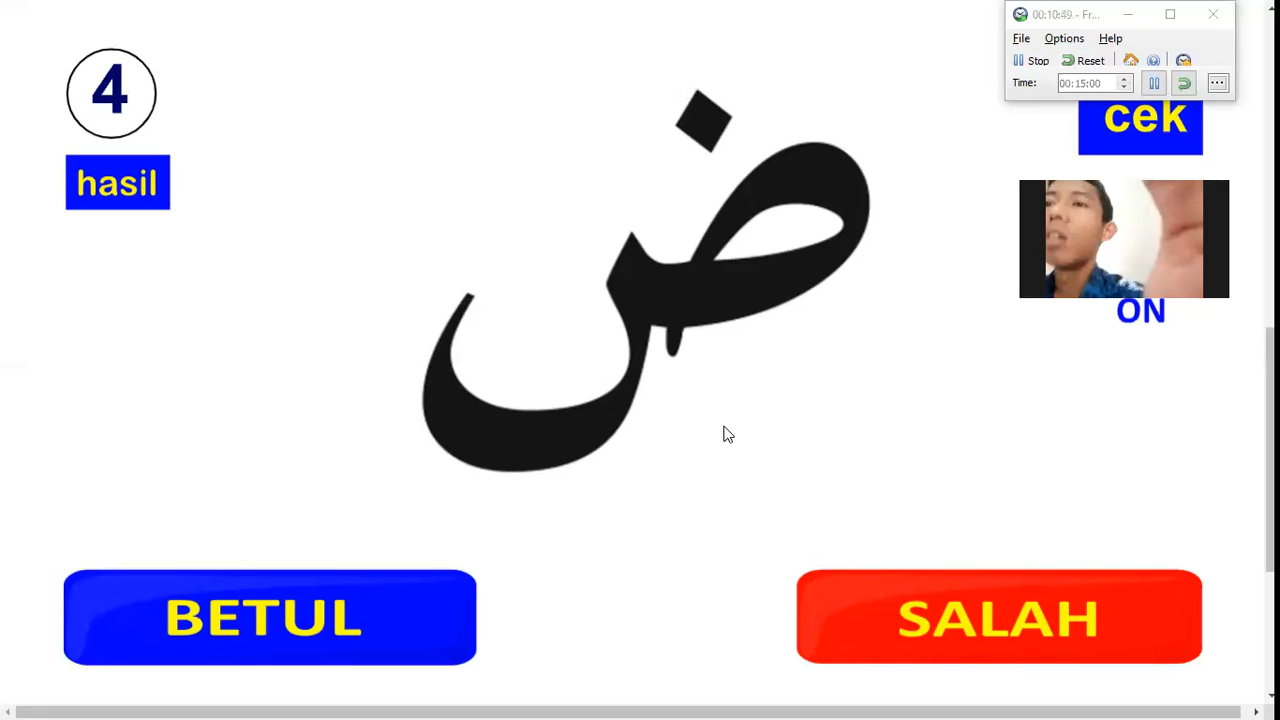 00:10:49 - Fr...
File Options Help
Stop Reset
Time: 00:15:00
4
hasil
cek
ض
ON
BETUL
SALAH